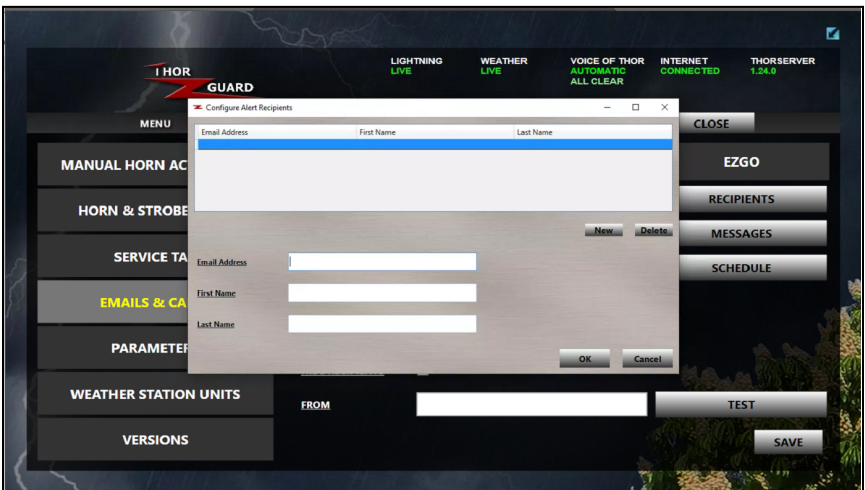 THOR
GUARD
LIGHTNING
LIVE
WEATHER
LIVE
VOICE OF THOR
AUTOMATIC
ALL CLEAR
INTERNET
CONNECTED
THORSERVER
1.24.0
MENU
CLOSE
MANUAL HORN AC
HORN & STROBE
SERVICE TA
EMAILS & CA
PARAMETE
WEATHER STATION UNITS
VERSIONS
Configure Alert Recipients
Email Address First Name Last Name
New Delete
Email Address
First Name
Last Name
OK Cancel
EZGO
RECIPIENTS
MESSAGES
SCHEDULE
FROM
TEST
SAVE